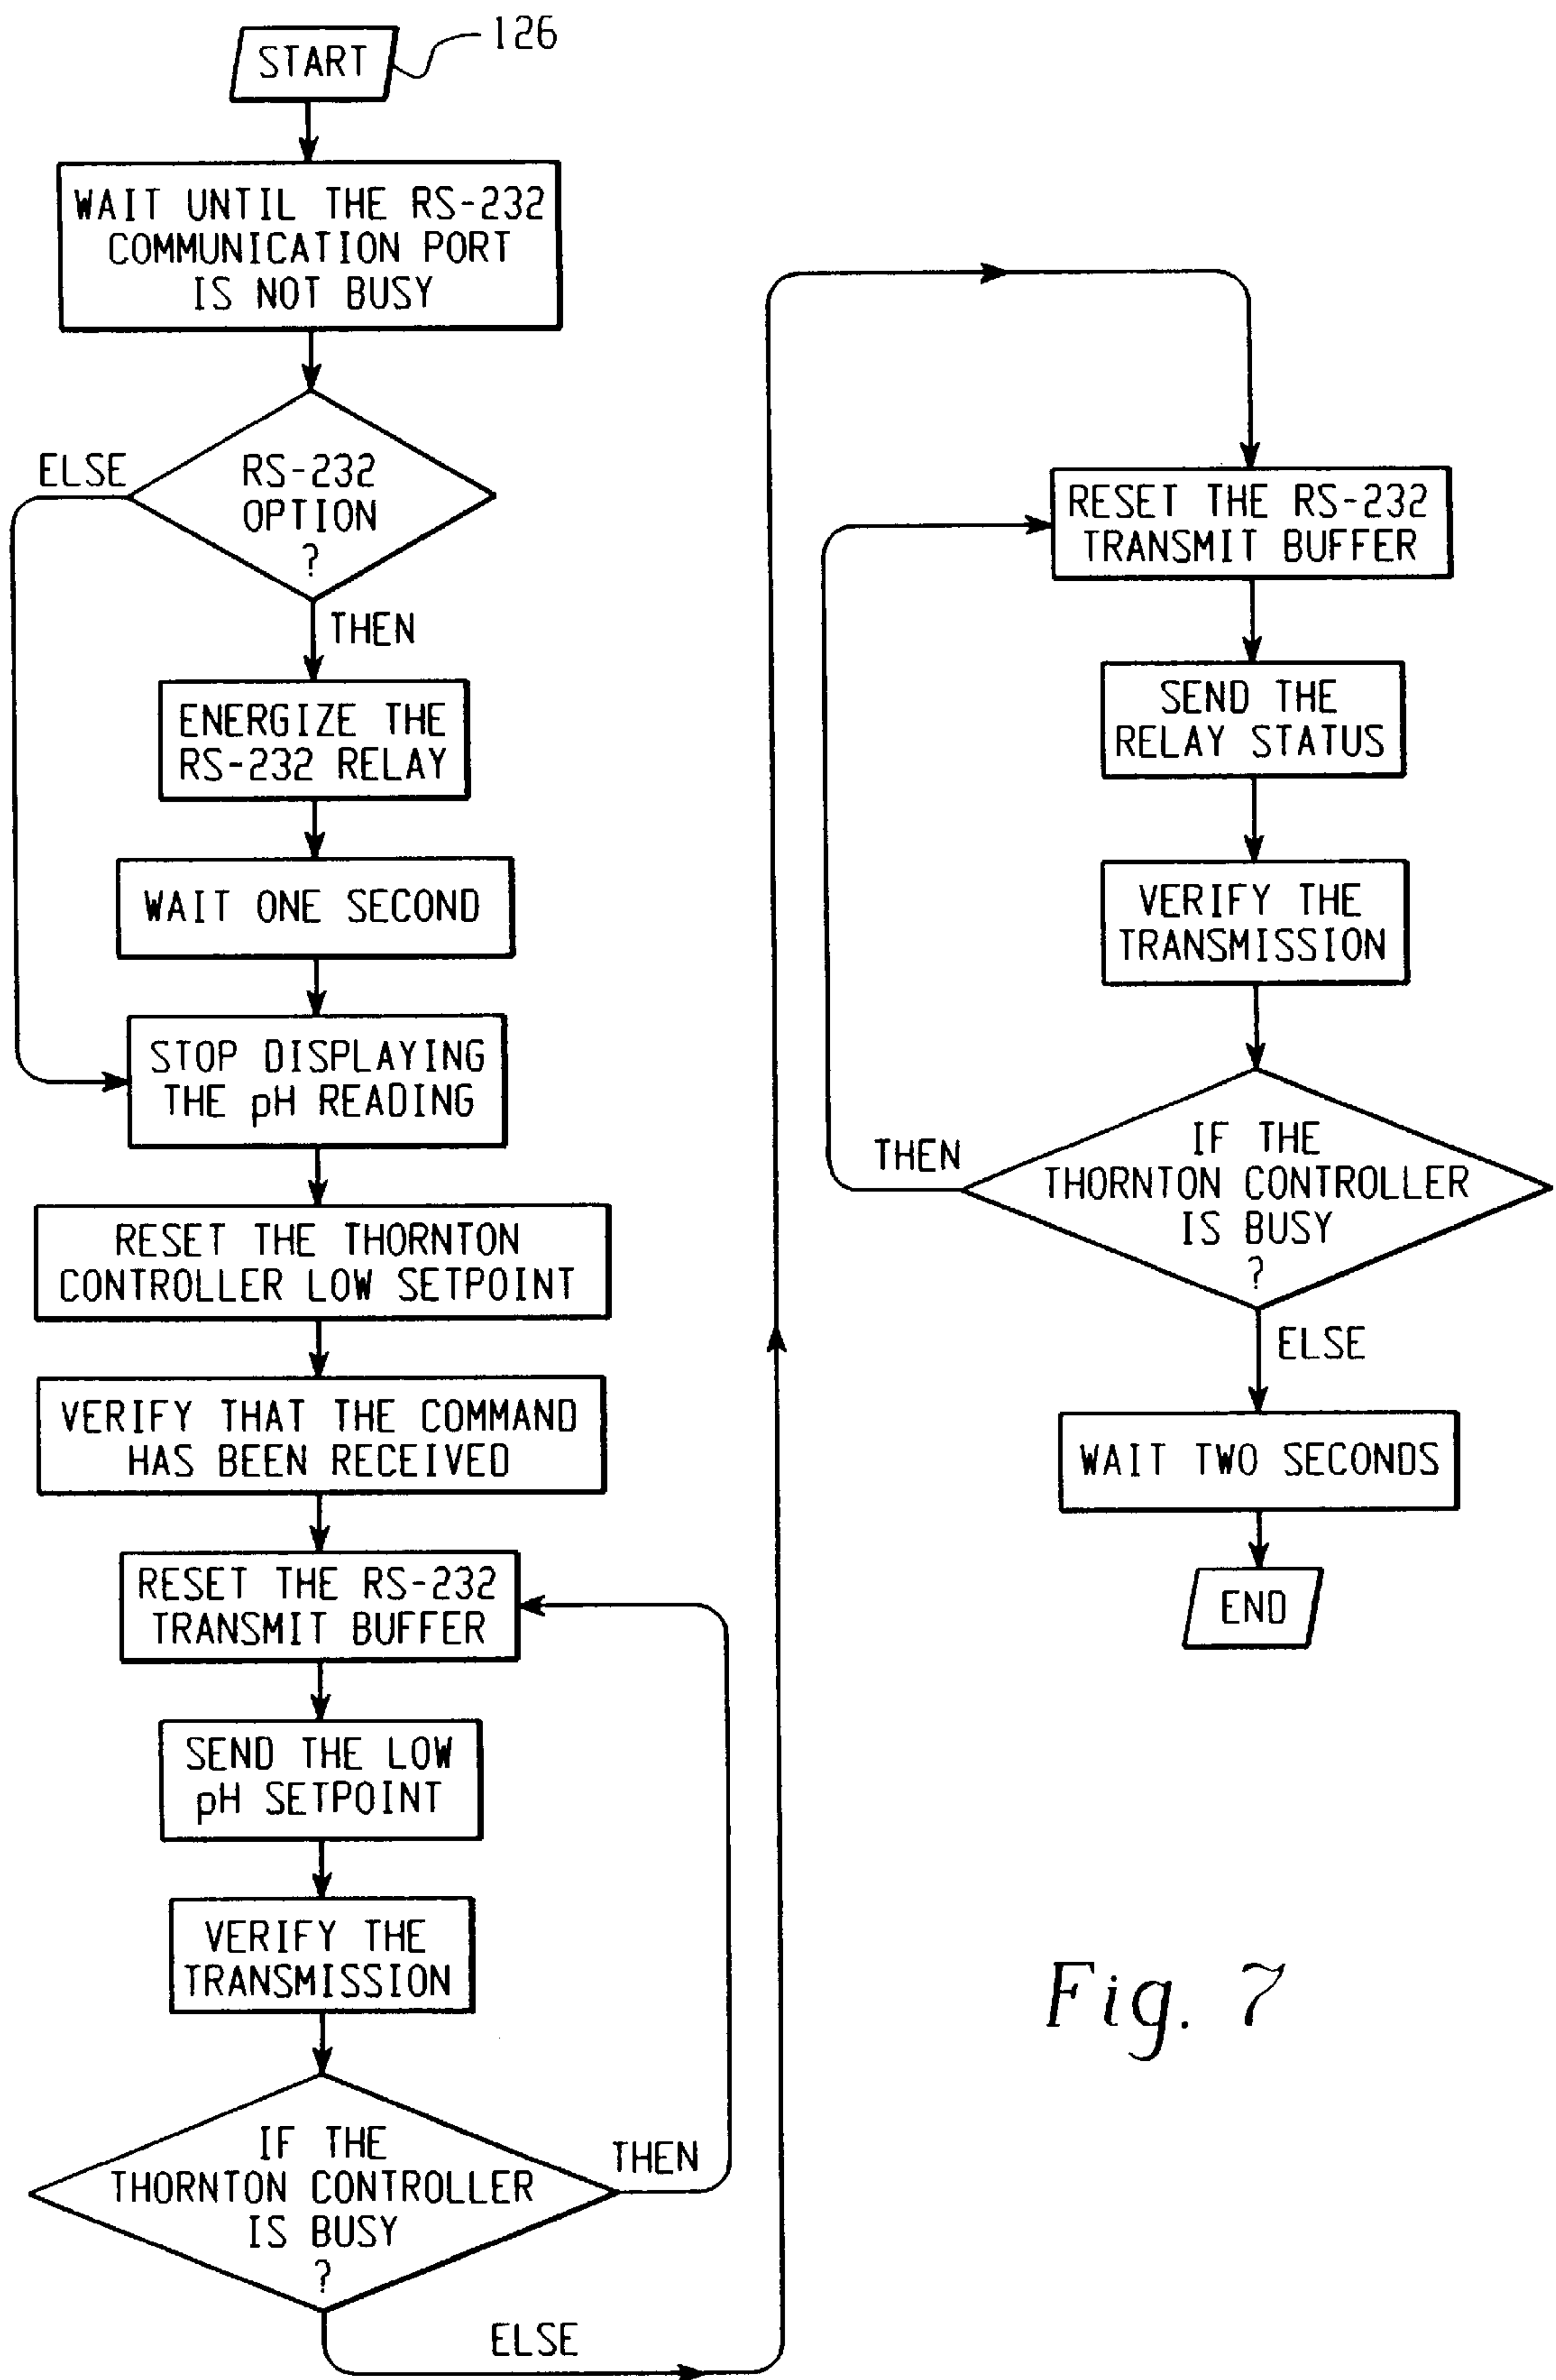 START
126
WAIT UNTIL THE RS-232
COMMUNICATION PORT
IS NOT BUSY
ELSE
RS-232
OPTION
?
THEN
ENERGIZE THE
RS-232 RELAY
WAIT ONE SECOND
STOP DISPLAYING
THE pH READING
RESET THE THORNTON
CONTROLLER LOW SETPOINT
VERIFY THAT THE COMMAND
HAS BEEN RECEIVED
RESET THE RS-232
TRANSMIT BUFFER
SEND THE LOW
pH SETPOINT
VERIFY THE
TRANSMISSION
IF THE
THORNTON CONTROLLER
IS BUSY
?
THEN
ELSE
RESET THE RS-232
TRANSMIT BUFFER
SEND THE
RELAY STATUS
VERIFY THE
TRANSMISSION
THEN
IF THE
THORNTON CONTROLLER
IS BUSY
?
ELSE
WAIT TWO SECONDS
END
Fig. 7